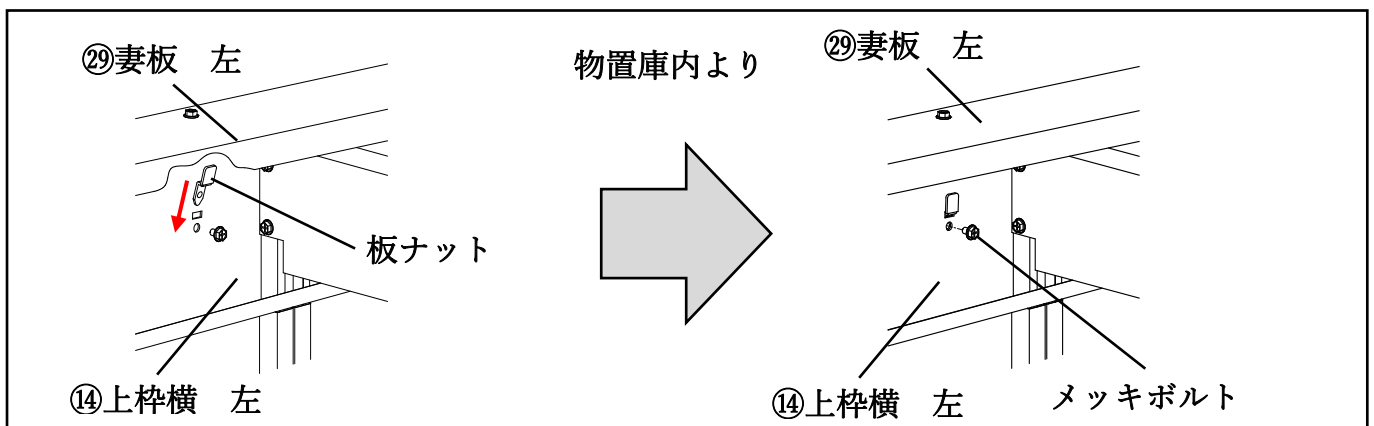 ㉙妻板　左
物置庫内より
㉙妻板　左
板ナット
⑭上枠横　左
⑭上枠横　左
メッキボルト